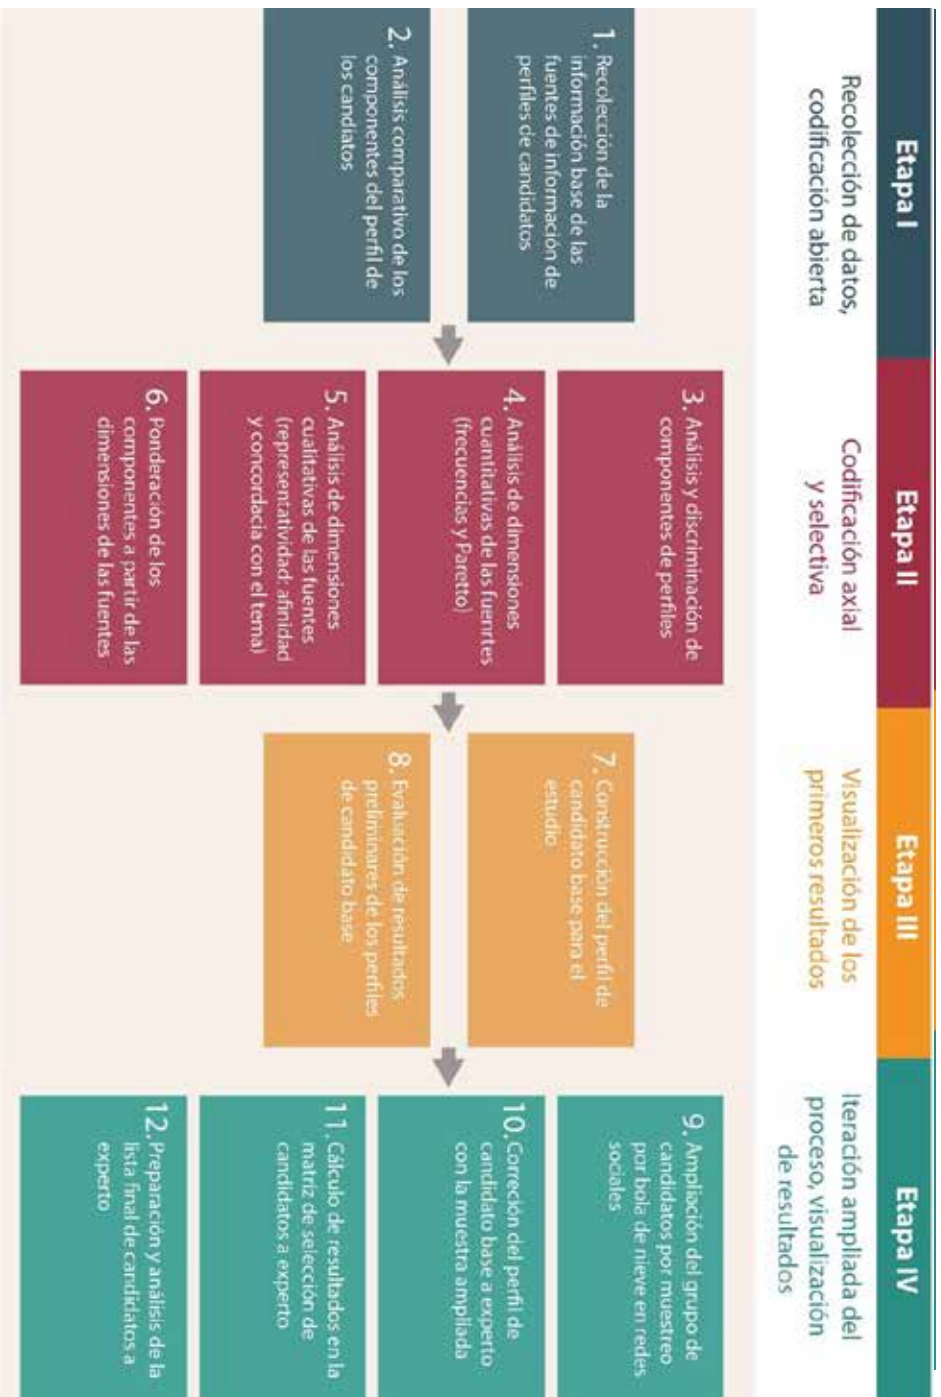 Etapa I
Recolección de datos,
codificación abierta
1. Recolección de la
información base de las
fuentes de información de
perfiles de candidatos
2. Análisis comparativo de los
componentes del perfil de
los candiatos
Etapa II
Codificación axial
y selectiva
3. Análisis y discriminación de
componentes de perfiles
4. Análisis de dimensiones
cuantitativas de las fuenrtes
(frecuencias y Pareto)
5. Análisis de dimensiones
cualitativas de las fuentes
(representatividad: afinidad
y concordacia con el tema)
6. Ponderación de los
componentes a partir de las
dimensiones de las fuentes
Etapa III
Visualización de los
primeros resultados
7. Construcción del perfil de
candidato base para el
estudio
8. Evaluación de resultados
preliminares de los perfiles
de candidato base
Etapa IV
Iteración ampliada del
proceso, visualización
de resultados
9. Ampliación del grupo de
candidatos por muestreo
por bola de nieve en redes
sociales
10. Correción del perfil de
candidato base a experto
con la muestra ampliada
11. Cálculo de resultados en la
matriz de selección de
candidatos a experto
12. Preparación y análisis de la
lista final de candidatos a
experto